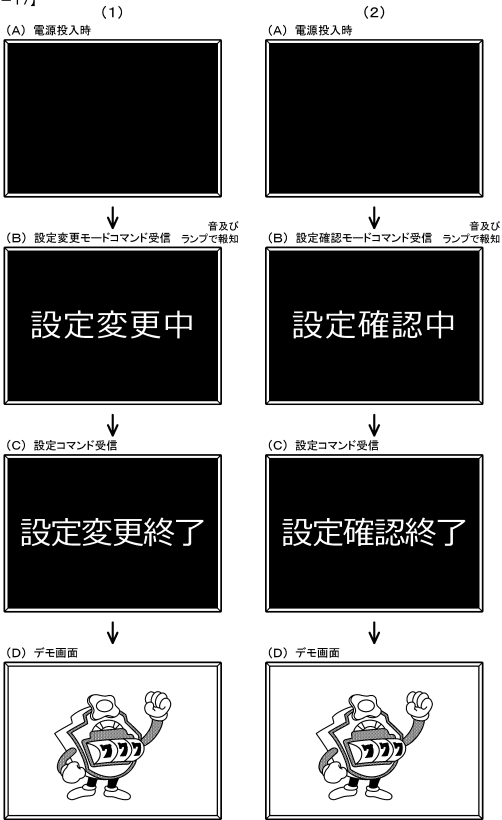 (1)
(A) 電源投入時
(B) 設定変更モードコマンド受信
音及び
ランプで報知
設定変更中
(C) 設定コマンド受信
設定変更終了
(D) デモ画面
777
(2)
(A) 電源投入時
(B) 設定確認モードコマンド受信
音及び
ランプで報知
設定確認中
(C) 設定コマンド受信
設定確認終了
(D) デモ画面
777